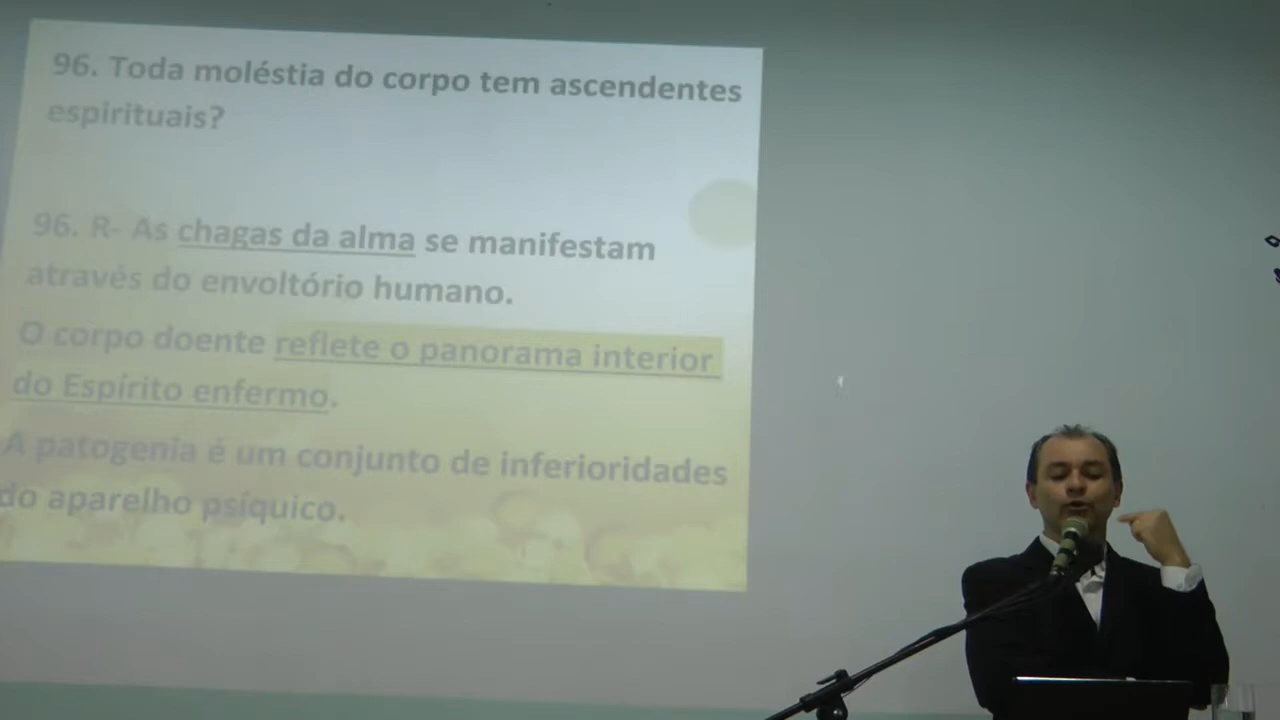 96. Toda moléstia do corpo tem ascendentes
espirituais?
96. R- As chagas da alma se manifestam
através do envoltório humano.
O corpo doente reflete o panorama interior
do Espírito enfermo.
A patogenia é um conjunto de inferioridades
do aparelho psíquico.